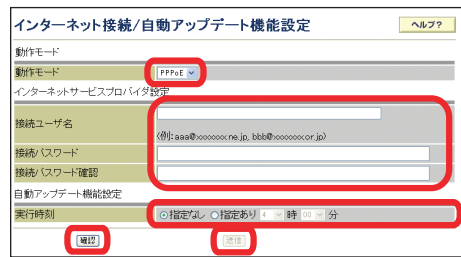 インターネット接続/自動アップデート機能設定 ヘルプ?
動作モード
動作モード PPPoE
インターネットサービスプロバイダ設定
接続ユーザ名
(例:aaa@xxxxxxx.ne.jp, bbb@xxxxxxx.or.jp)
接続パスワード
接続パスワード確認
自動アップデート機能設定
実行時刻 指定なし 指定あり 4 時 00 分
確認 送信